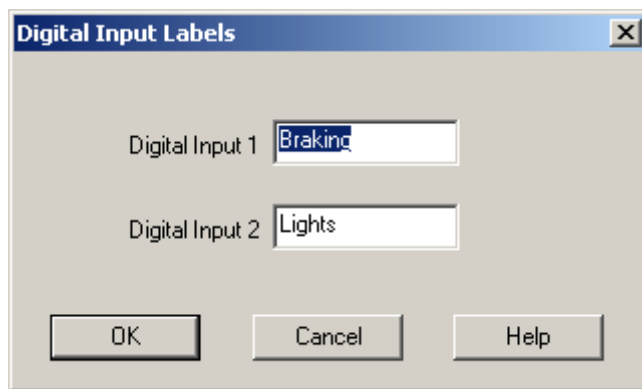 Digital Input Labels
Digital Input 1 Braking
Digital Input 2 Lights
OK Cancel Help